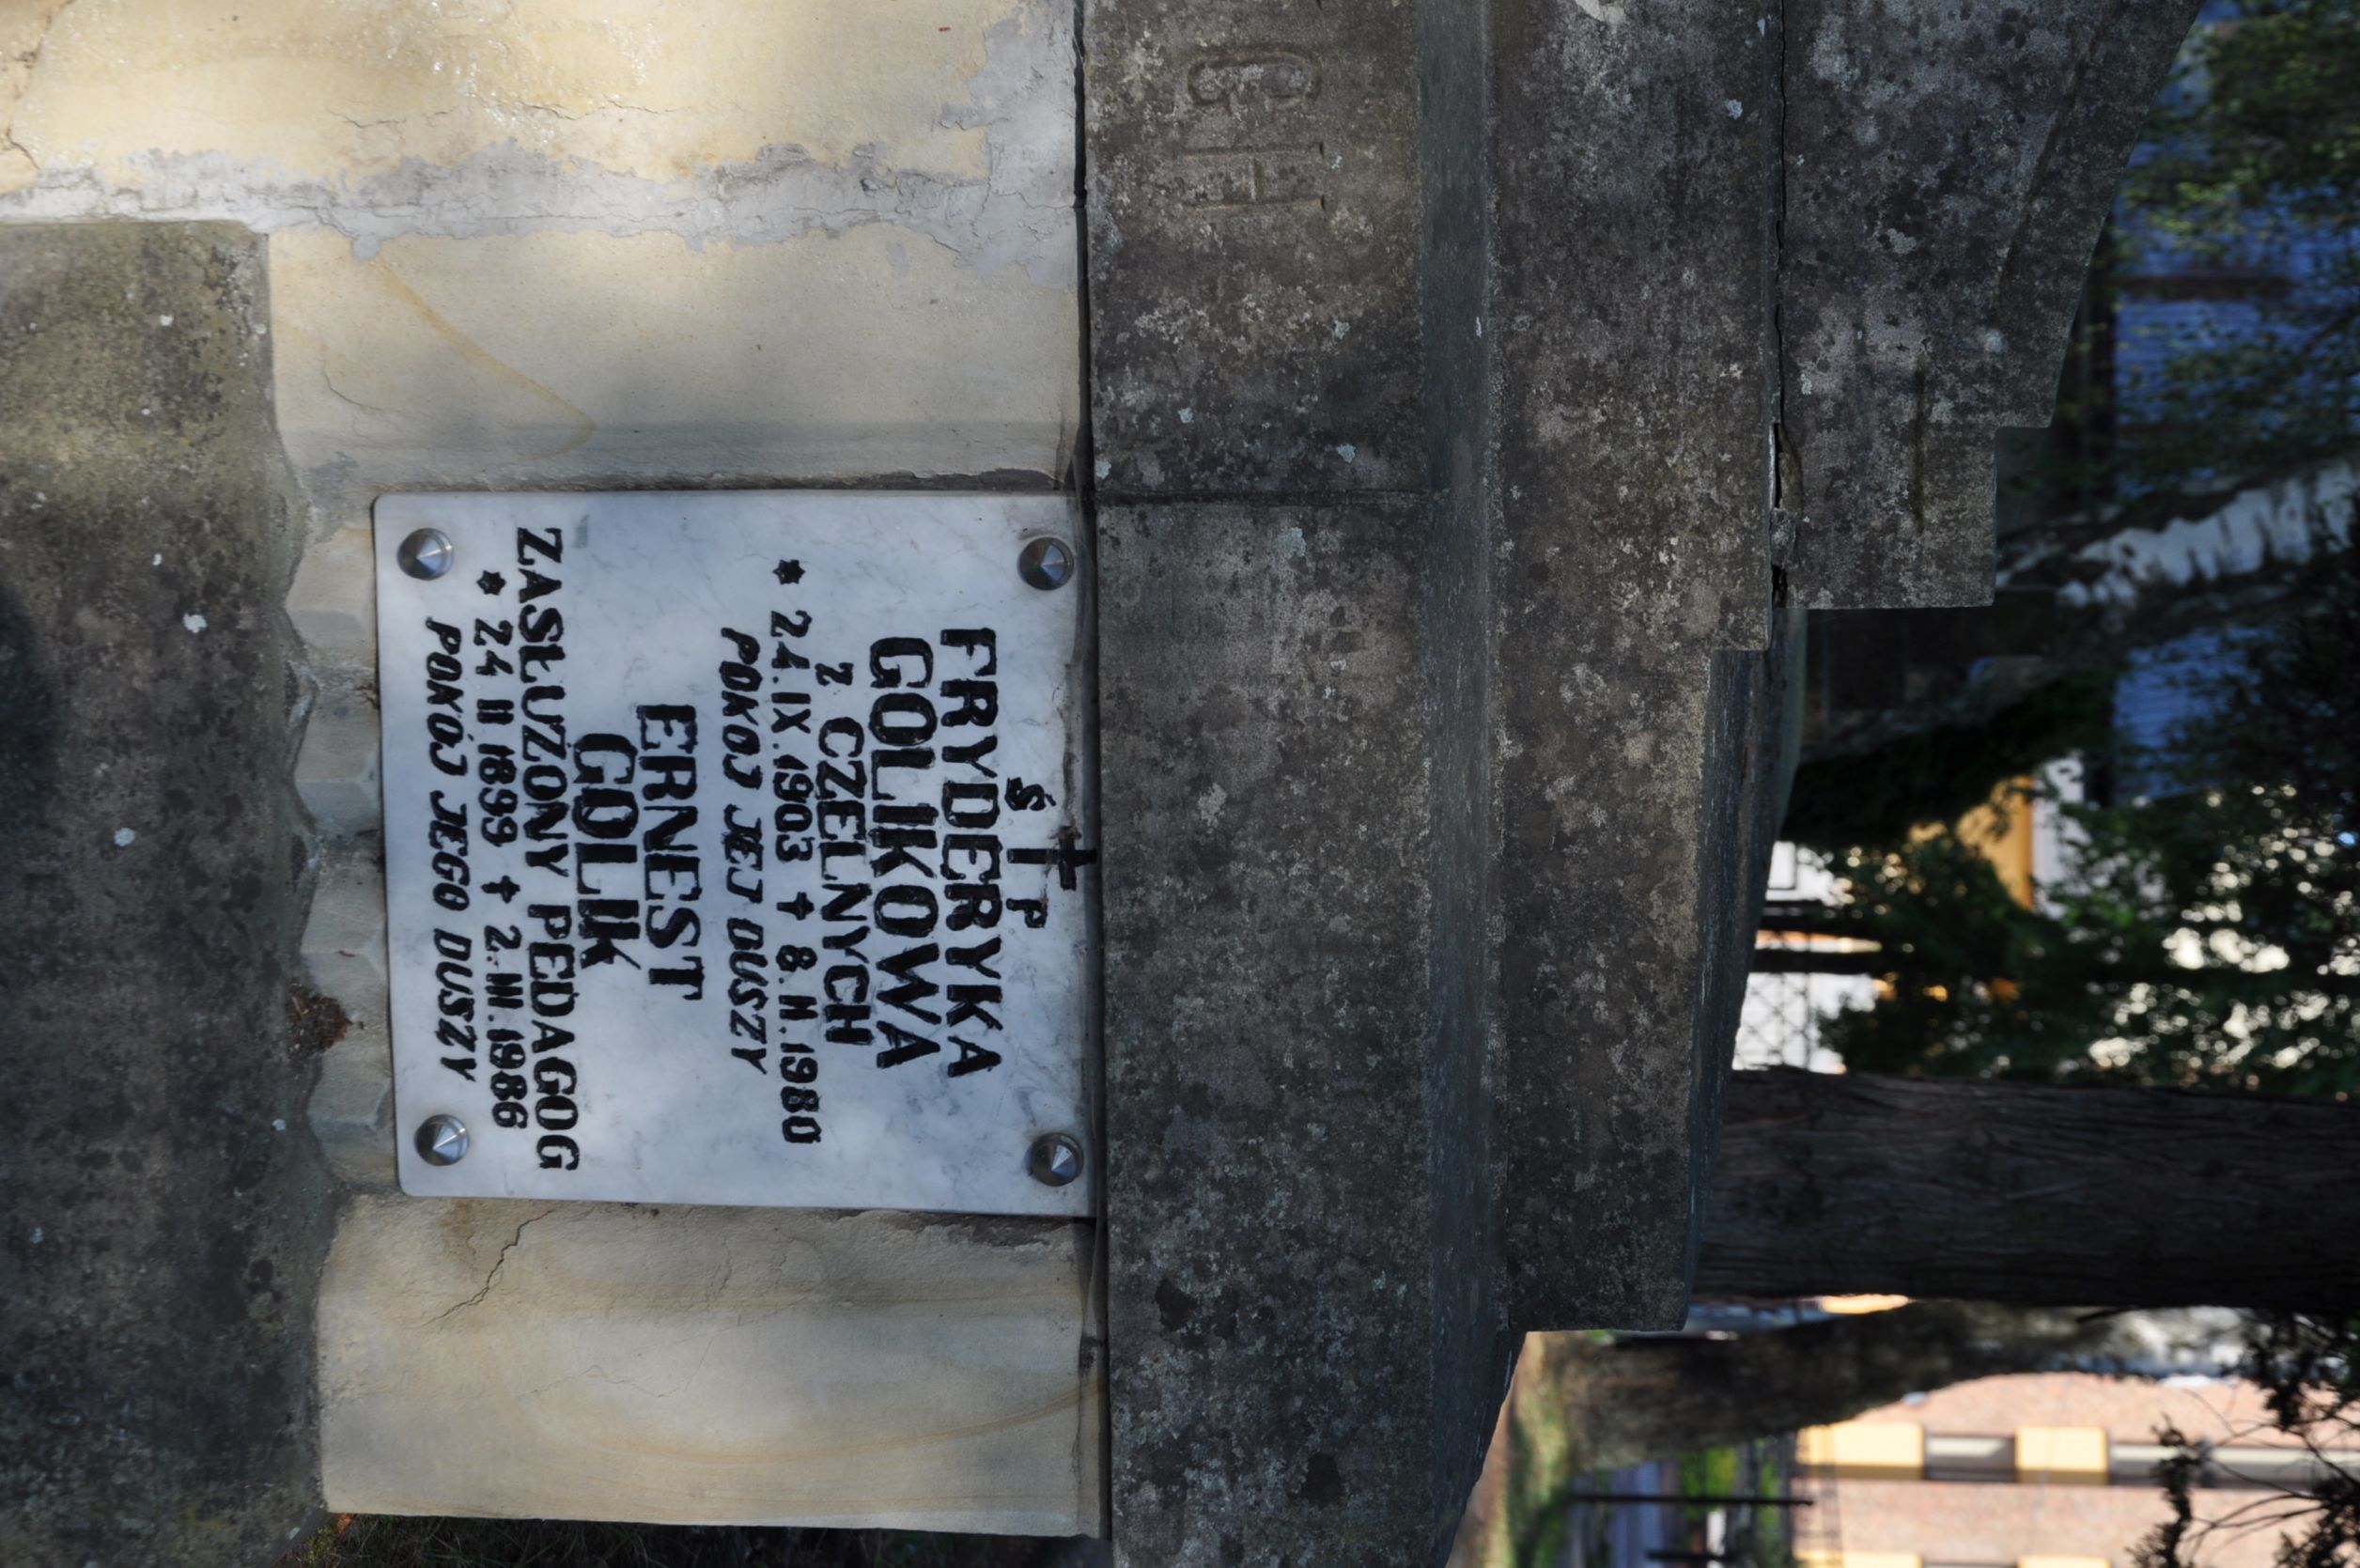 CH
Ś † P
FRYDERYKA
GOLIKOWA
Z CZELNYCH
* 24.IX.1903 † 8.II.1980
POKÓJ JEJ DUSZY
ERNEST
GOLIK
ZASŁUŻONY PEDAGOG
* 24 II 1899 † 2.III.1986
POKÓJ JEGO DUSZY